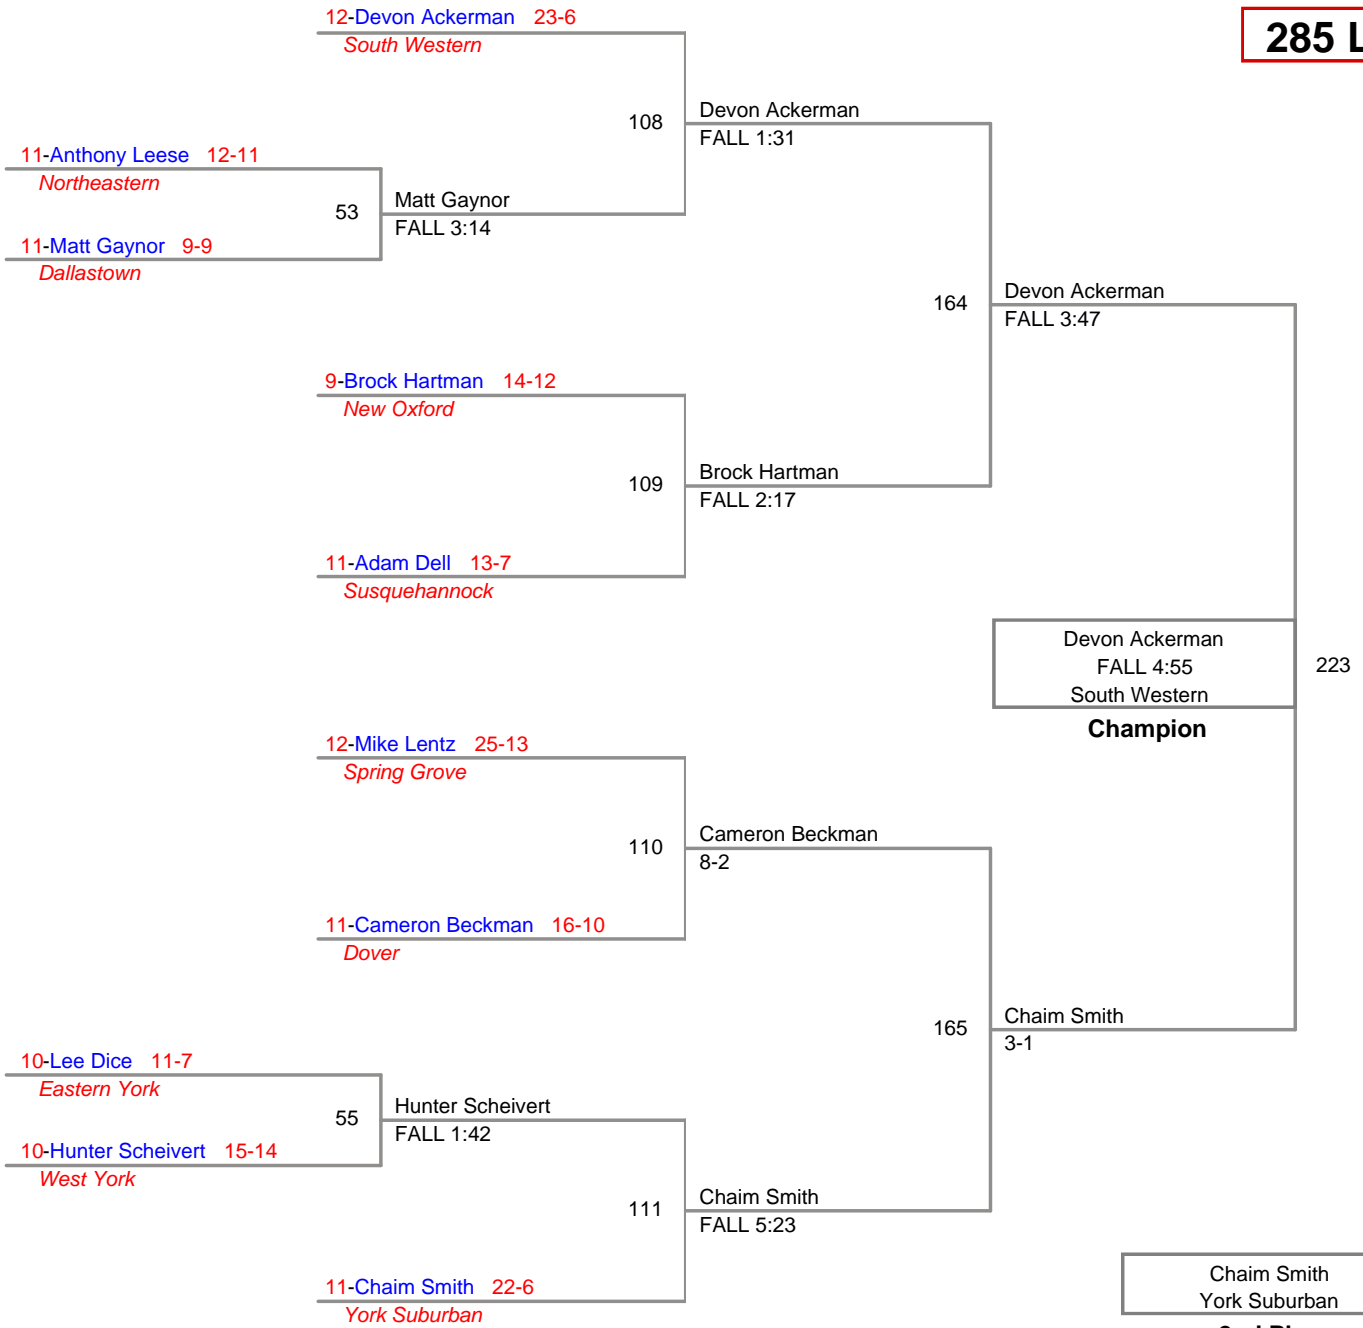 12-Devon Ackerman 23-6
South Western
285 L
108
Devon Ackerman
FALL 1:31
11-Anthony Leese 12-11
Northeastern
53
Matt Gaynor
FALL 3:14
11-Matt Gaynor 9-9
Dallastown
164
Devon Ackerman
FALL 3:47
9-Brock Hartman 14-12
New Oxford
109
Brock Hartman
FALL 2:17
11-Adam Dell 13-7
Susquehannock
Devon Ackerman
FALL 4:55
South Western
223
Champion
12-Mike Lentz 25-13
Spring Grove
110
Cameron Beckman
8-2
11-Cameron Beckman 16-10
Dover
165
Chaim Smith
3-1
10-Lee Dice 11-7
Eastern York
55
Hunter Scheivert
FALL 1:42
10-Hunter Scheivert 15-14
West York
111
Chaim Smith
FALL 5:23
11-Chaim Smith 22-6
York Suburban
Chaim Smith
York Suburban